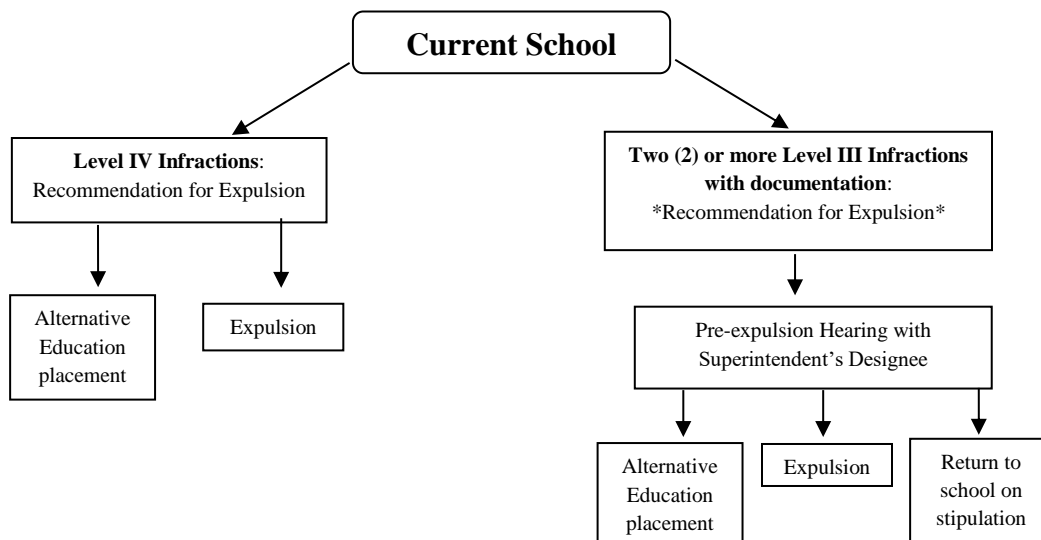 Current School
Level IV Infractions:
Recommendation for Expulsion
Two (2) or more Level III Infractions
with documentation:
*Recommendation for Expulsion*
Alternative
Education
placement
Expulsion
Pre-expulsion Hearing with
Superintendent’s Designee
Alternative
Education
placement
Expulsion
Return to
school on
stipulation